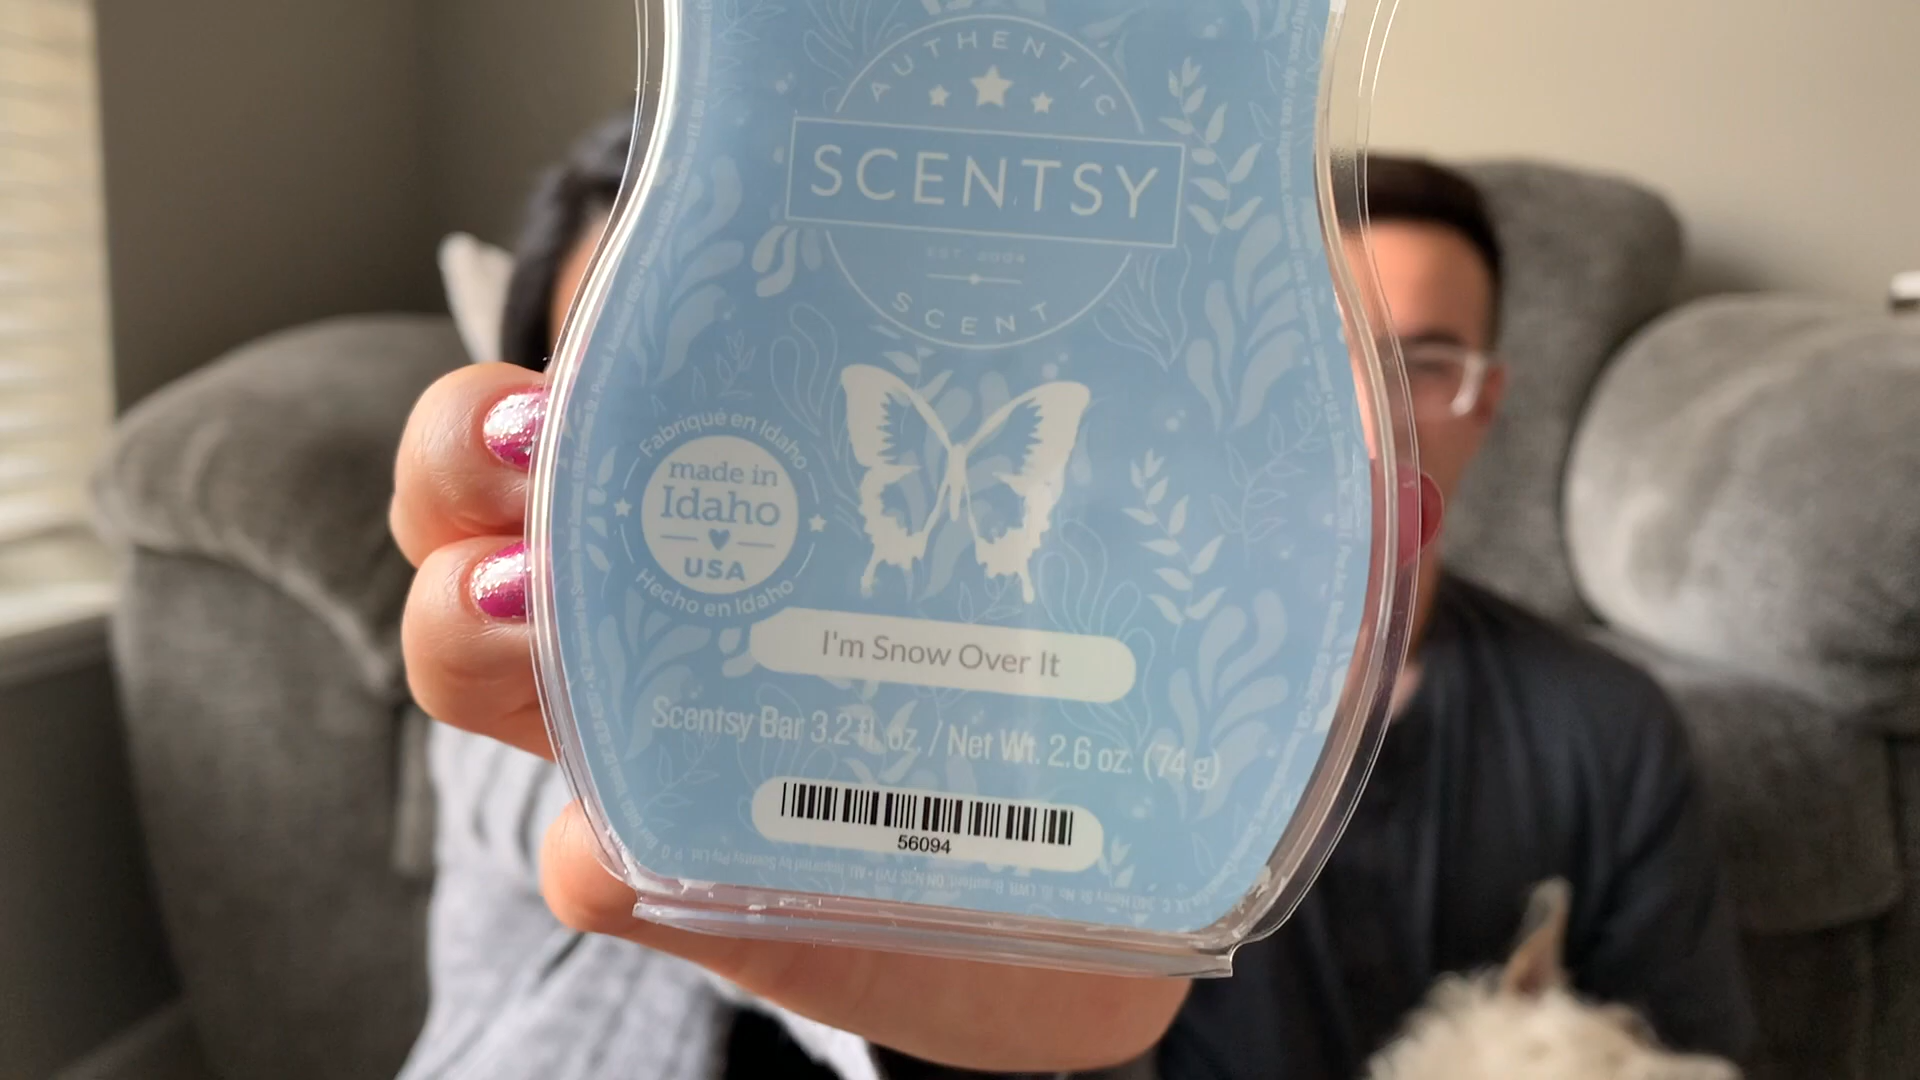 AUTHENTIC
SCENTSY
EST. 2004
SCENT
Fabriqué en Idaho
made in
Idaho
USA
Hecho en Idaho
I'm Snow Over It
Scentsy Bar 3.2 fl. oz. / Net Wt. 2.6 oz. (74 g)
56094